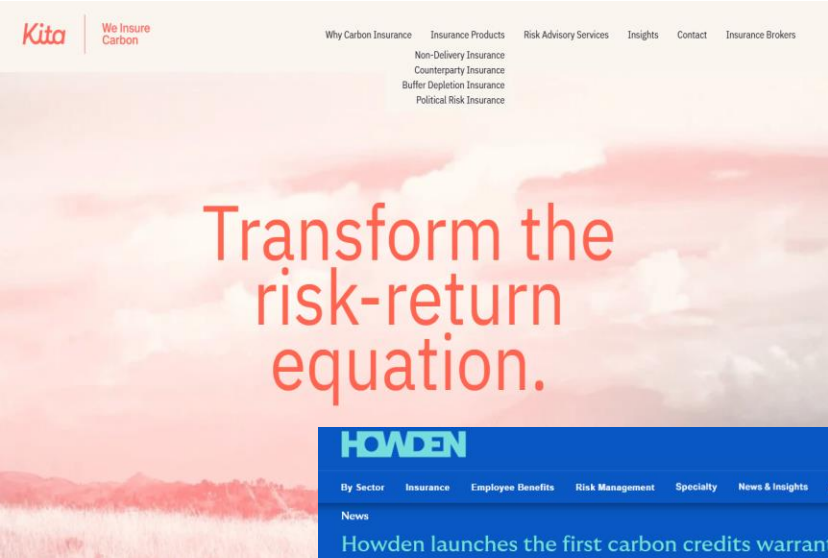 Kita
We Insure
Carbon
Why Carbon Insurance Insurance Products Risk Advisory Services Insights Contact Insurance Brokers
Non-Delivery Insurance
Counterparty Insurance
Buffer Depletion Insurance
Political Risk Insurance
Transform the
risk-return
equation.
HOWDEN
By Sector Insurance Employee Benefits Risk Management Specialty News & Insights
News
Howden launches the first carbon credits warrant